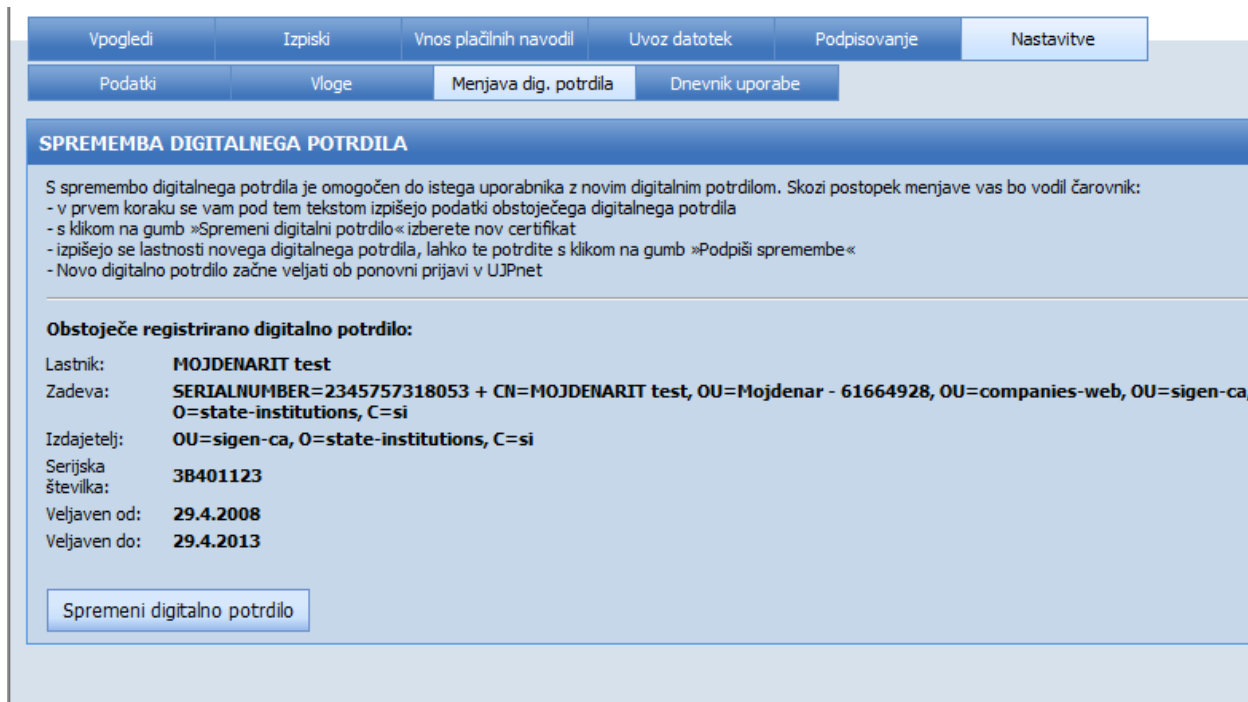 Vpogledi Izpiski Vnos plačilnih navodil Uvoz datotek Podpisovanje Nastavitve
Podatki Vloge Menjava dig. potrdila Dnevnik uporabe
SPREMEMBA DIGITALNEGA POTRDILA
S spremembo digitalnega potrdila je omogočen do istega uporabnika z novim digitalnim potrdilom. Skozi postopek menjave vas bo vodil čarovnik:
- v prvem koraku se vam pod tem tekstom izpišejo podatki obstoječega digitalnega potrdila
- s klikom na gumb »Spremeni digitalni potrdilo« izberete nov certifikat
- izpišejo se lastnosti novega digitalnega potrdila, lahko te potrdite s klikom na gumb »Podpiši spremembe«
- Novo digitalno potrdilo začne veljati ob ponovni prijavi v UJPnet
Obstoječe registrirano digitalno potrdilo:
Lastnik: MOJDENARIT test
Zadeva: SERIALNUMBER=2345757318053 + CN=MOJDENARIT test, OU=Mojdenar - 61664928, OU=companies-web, OU=sigen-ca,
O=state-institutions, C=si
Izdajetelj: OU=sigen-ca, O=state-institutions, C=si
Serijska
številka: 3B401123
Veljaven od: 29.4.2008
Veljaven do: 29.4.2013
Spremeni digitalno potrdilo